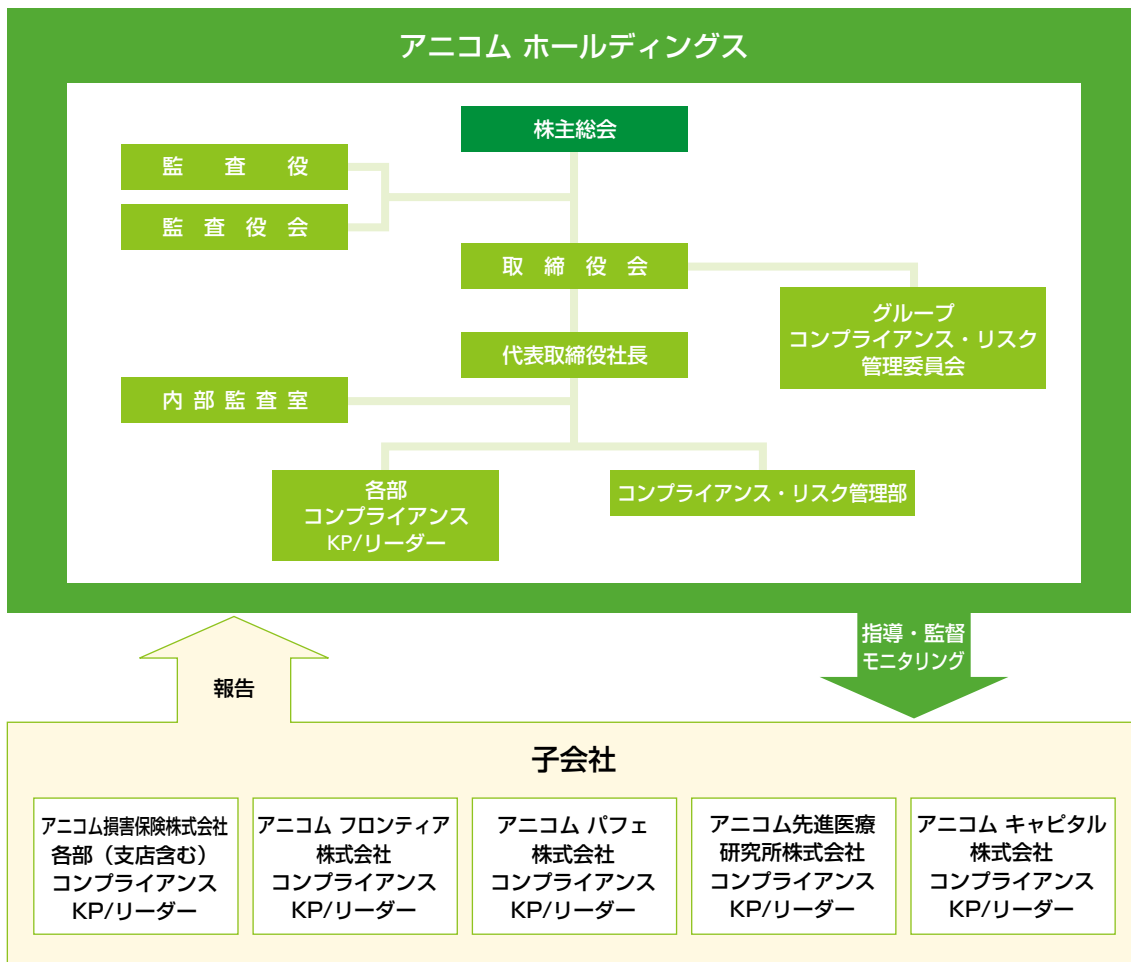 アニコム ホールディングス
株主総会
監査役
監査役会
取締役会
グループ
コンプライアンス・リスク
管理委員会
代表取締役社長
内部監査室
各部
コンプライアンス
KP/リーダー
コンプライアンス・リスク管理部
指導・監督
モニタリング
報告
子会社
アニコム損害保険株式会社
各部（支店含む）
コンプライアンス
KP/リーダー
アニコム フロンティア
株式会社
コンプライアンス
KP/リーダー
アニコム パフェ
株式会社
コンプライアンス
KP/リーダー
アニコム先進医療
研究所株式会社
コンプライアンス
KP/リーダー
アニコム キャピタル
株式会社
コンプライアンス
KP/リーダー